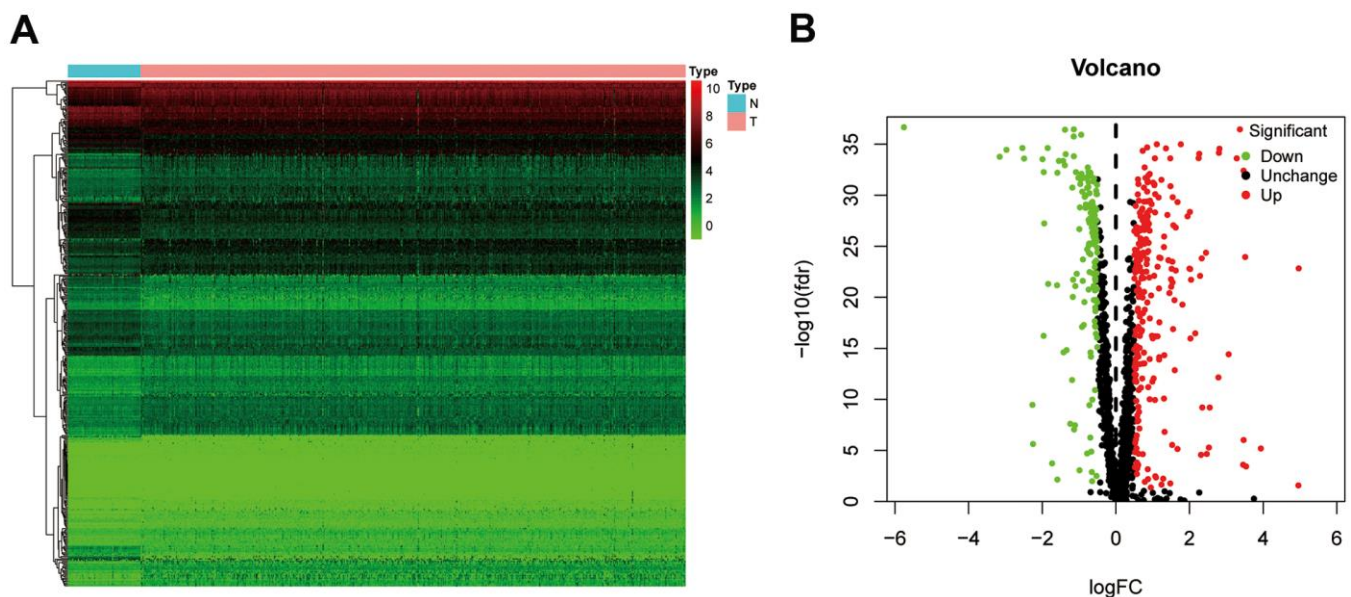 A
Type
10
8
6
4
2
0
Type
N
T
B
Volcano
Significant
Down
Unchange
Up
−log10(fdr)
35
30
25
20
15
10
5
0
−6 −4 −2 0 2 4 6
logFC